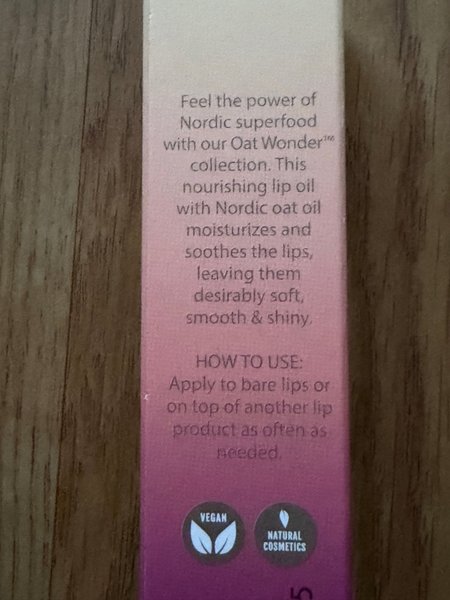 Feel the power of
Nordic superfood
with our Oat Wonder™
collection. This
nourishing lip oil
with Nordic oat oil
moisturizes and
soothes the lips,
leaving them
desirably soft,
smooth & shiny.
HOW TO USE:
Apply to bare lips or
on top of another lip
product as often as
needed.
VEGAN
NATURAL
COSMETICS
5